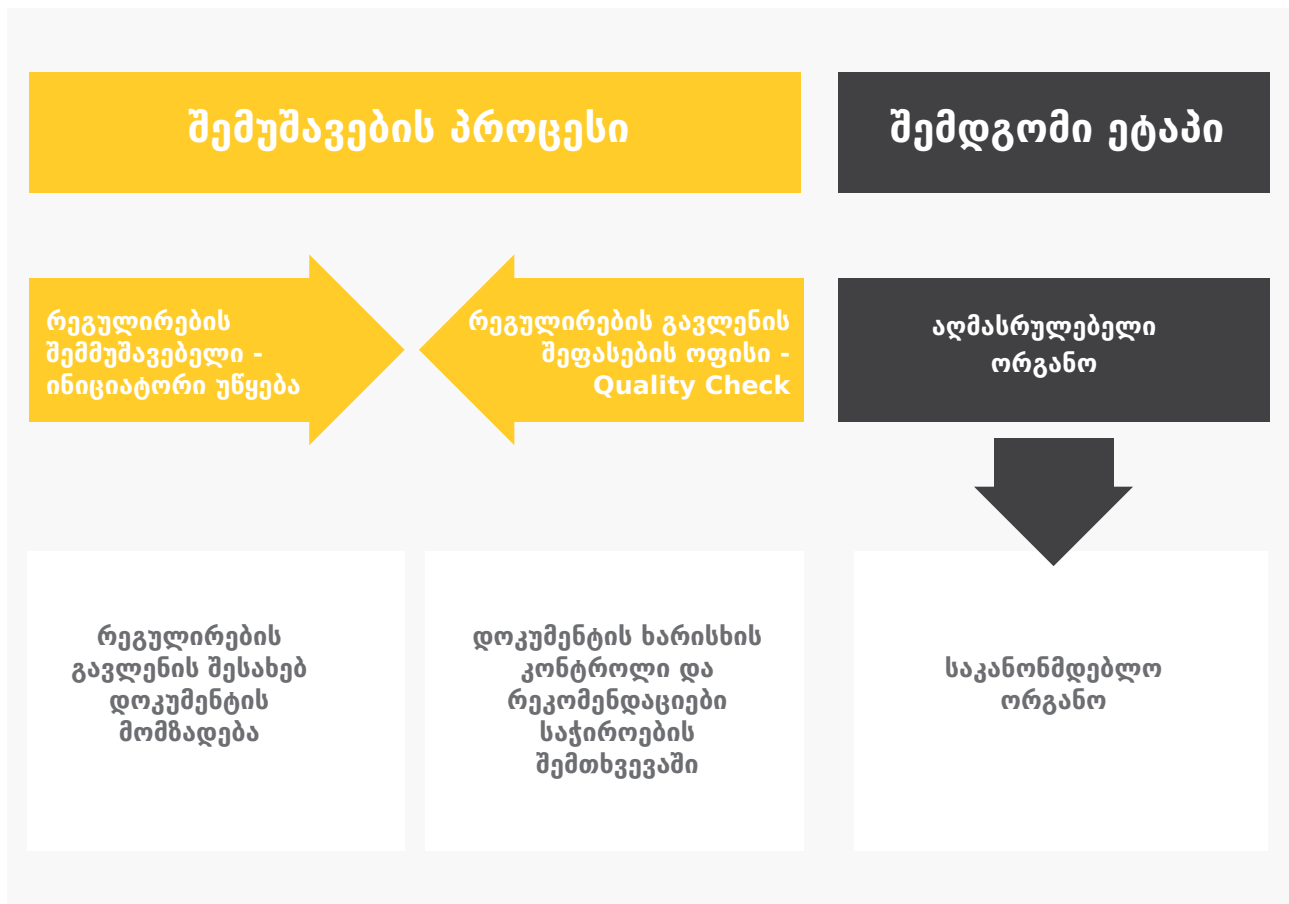 შემუშავების პროცესი
შემდგომი ეტაპი
რეგულირების
შემმუშავებელი -
ინიციატორი უწყება
რეგულირების გავლენის
შეფასების ოფისი -
Quality Check
აღმასრულებელი
ორგანო
რეგულირების
გავლენის შესახებ
დოკუმენტის
მომზადება
დოკუმენტის ხარისხის
კონტროლი და
რეკომენდაციები
საჭიროების
შემთხვევაში
საკანონმდებლო
ორგანო